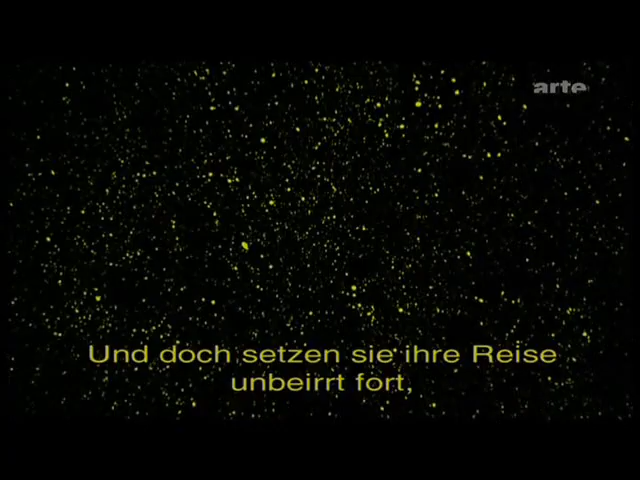 arte
Und doch setzen sie ihre Reise
unbeirrt fort,